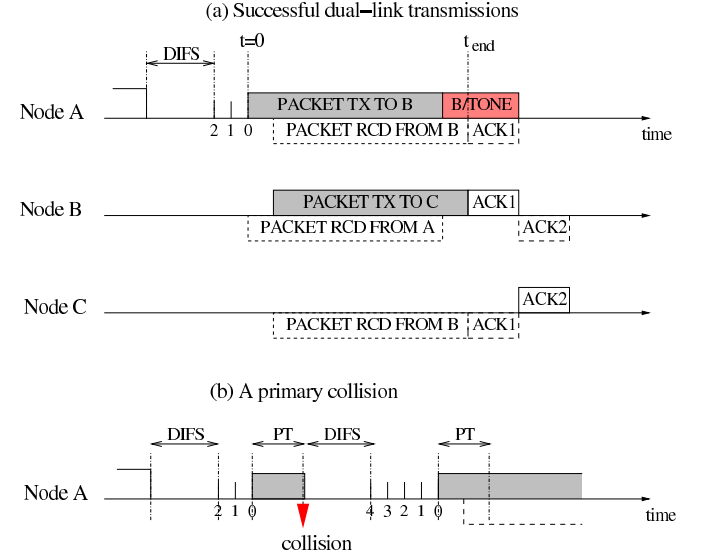 (a) Successful dual−link transmissions
t=0
t end
DIFS
Node A
PACKET TX TO B
B/TONE
2 1 0
PACKET RCD FROM B
ACK1
time
Node B
PACKET TX TO C
ACK1
PACKET RCD FROM A
ACK2
Node C
ACK2
PACKET RCD FROM B
ACK1
(b) A primary collision
DIFS
PT
DIFS
PT
Node A
2 1 0
4 3 2 1 0
time
collision